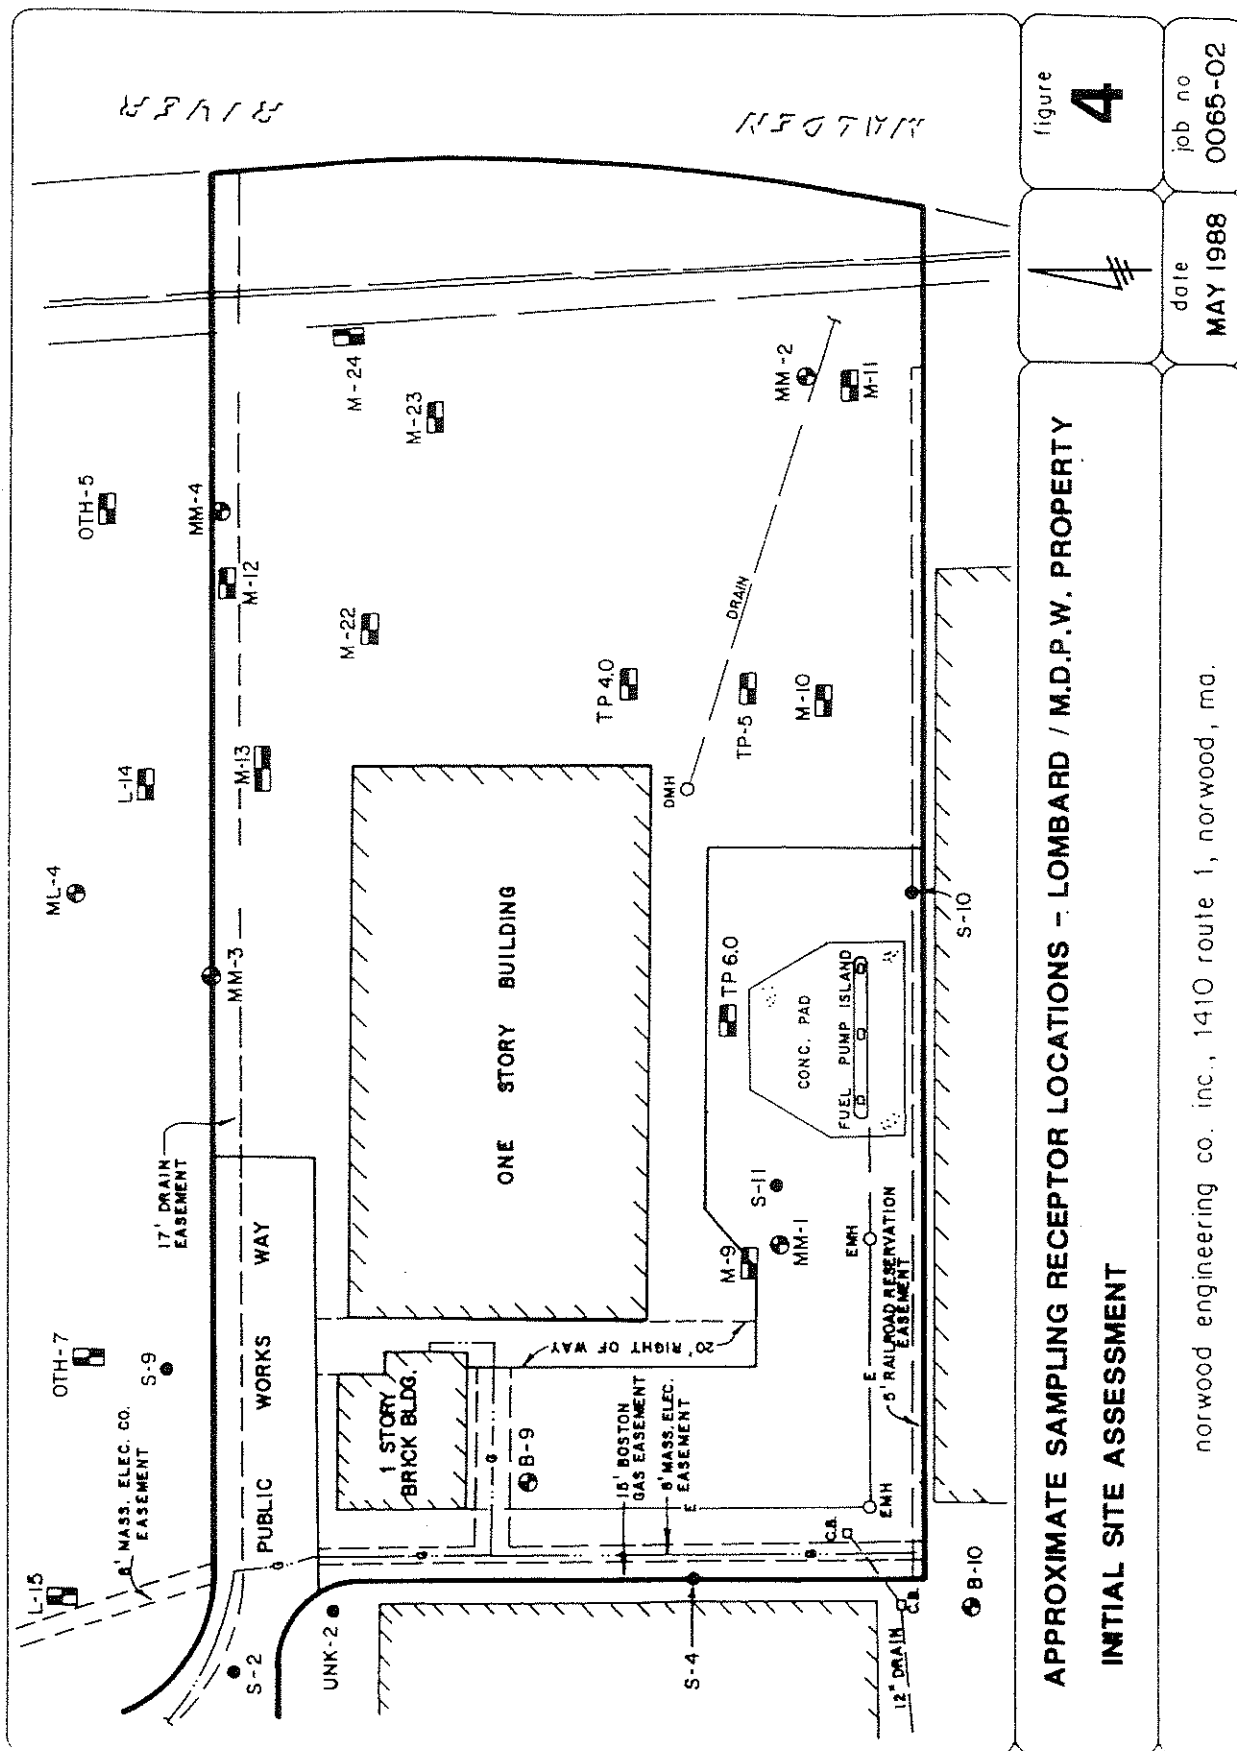 RIVER
MALDEN
M-24
M-23
MM-2
M-11
OTH-5
MM-4
M-12
M-22
TP 4.0
TP-5
M-10
DRAIN
L-14
M-13
DMH
ML-4
MM-3
S-10
ONE STORY BUILDING
TP 6.0
CONC. PAD
FUEL PUMP ISLAND
17' DRAIN
EASEMENT
S-11
MM-1
M-9
EMH
PUBLIC WORKS WAY
20' RIGHT OF WAY
5' RAILROAD RESERVATION
EASEMENT
E
OTH-7
S-9
1 STORY
BRICK BLDG.
B-9
15' BOSTON
GAS EASEMENT
8' MASS. ELEC.
EASEMENT
8' MASS. ELEC. CO.
EASEMENT
E
EMH
G
G
G
G
G
C.B.
C.B.
L-15
S-2
UNK-2
S-4
12" DRAIN
B-10
APPROXIMATE SAMPLING RECEPTOR LOCATIONS - LOMBARD / M.D.P.W. PROPERTY
INITIAL SITE ASSESSMENT
figure
4
norwood engineering co. inc., 1410 route 1, norwood, ma.
date
MAY 1988
job no
0065-02